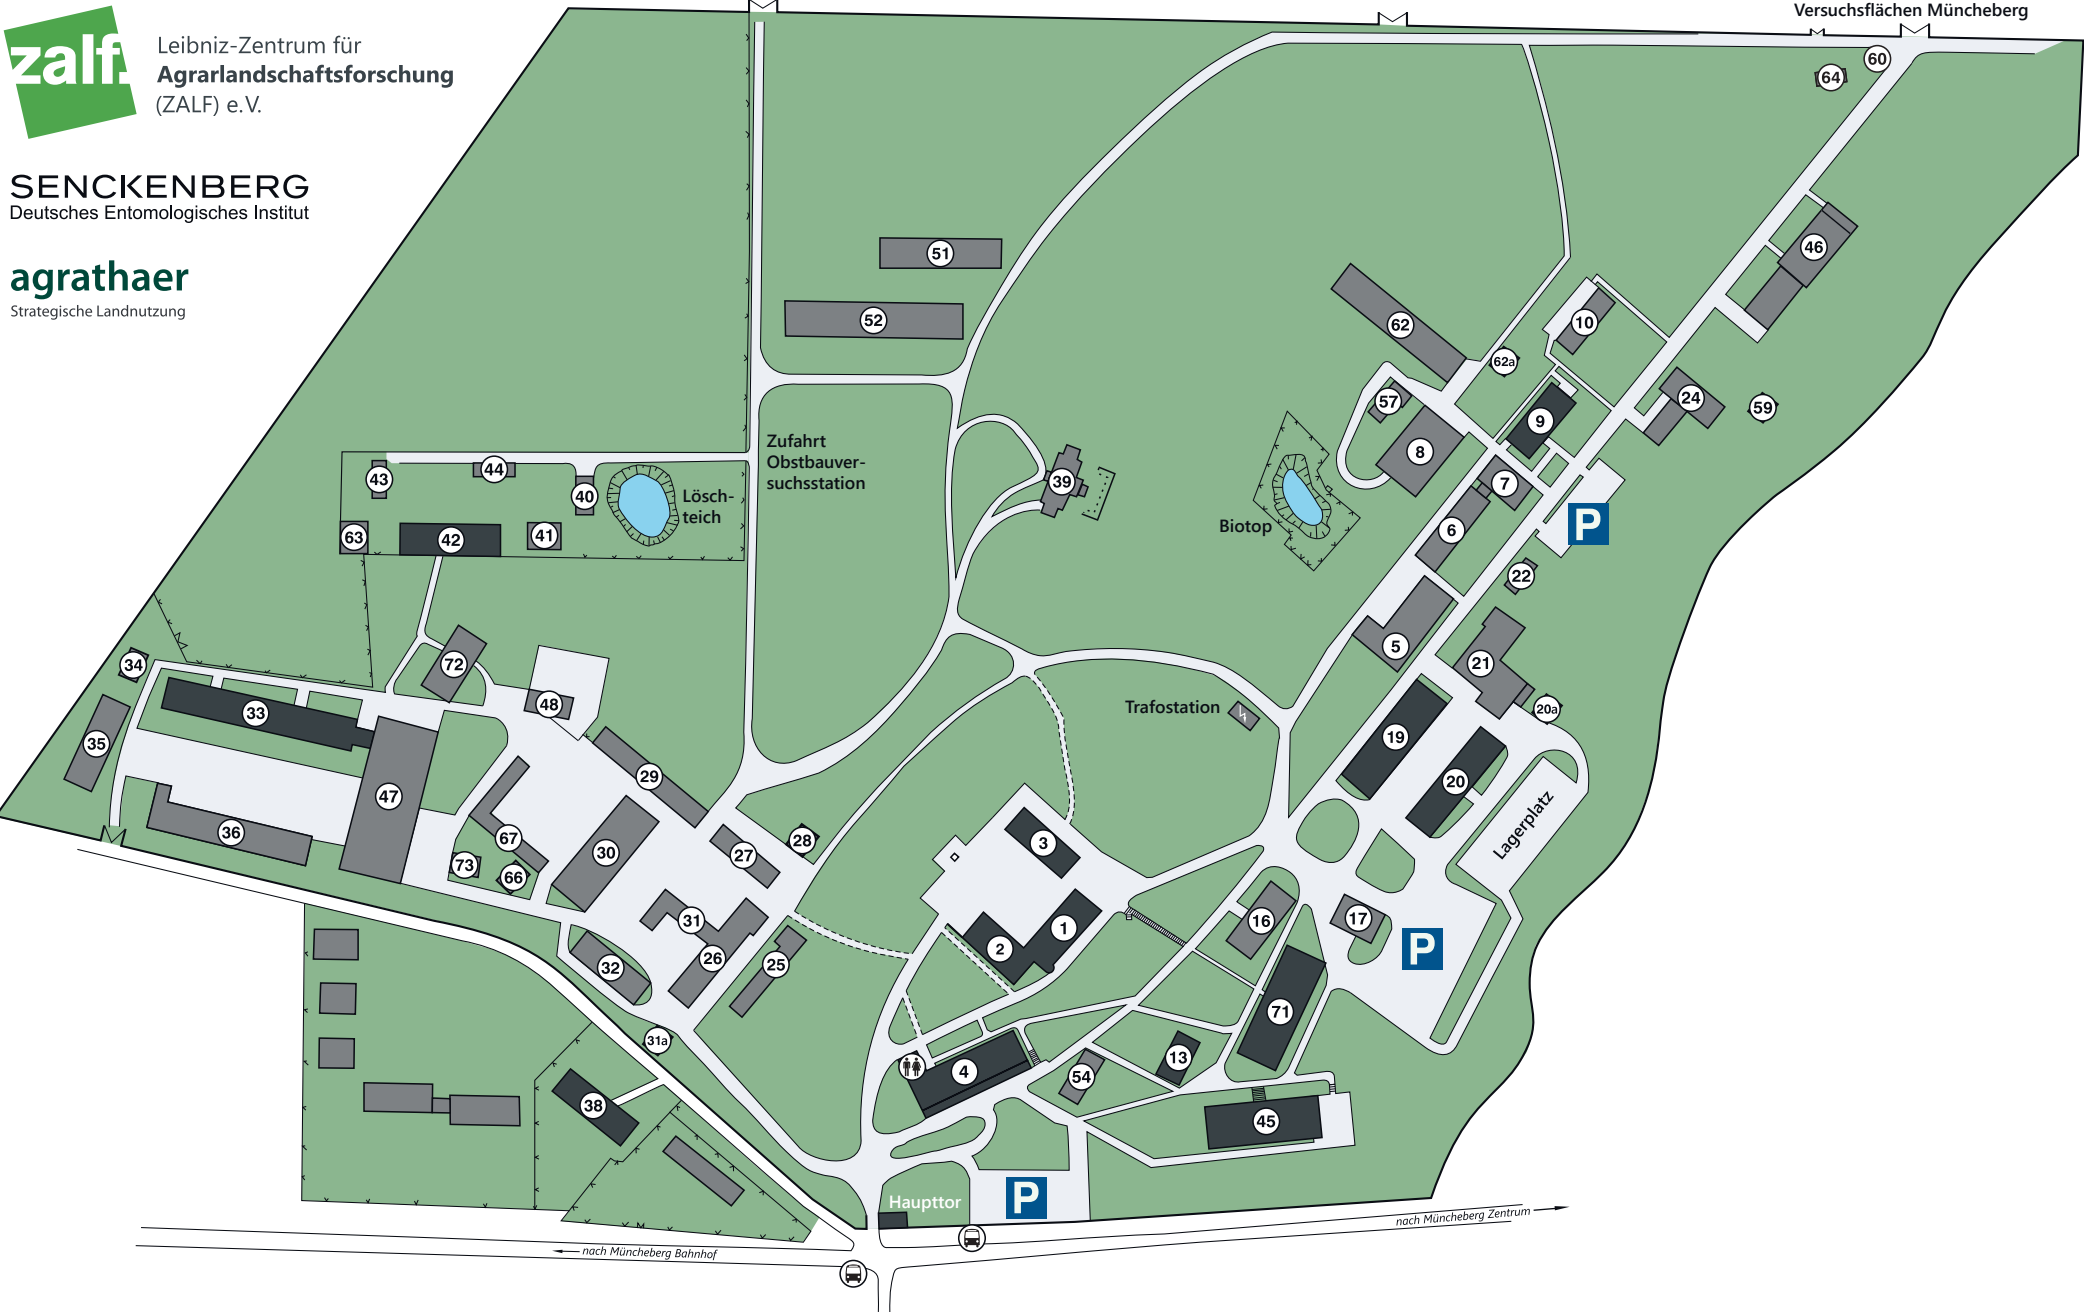 Versuchsflächen Müncheberg
zalf.
Leibniz-Zentrum für
Agrarlandschaftsforschung
(ZALF) e.V.
SENCKENBERG
Deutsches Entomologisches Institut
agrathaer
Strategische Landnutzung
60
64
46
51
52
62
10
62a
57
24
59
9
8
7
Zufahrt
Obstbauver-
suchsstation
43
44
40
Lösch-
teich
39
Biotop
6
P
63
42
41
22
5
21
34
72
48
Trafostation
20a
33
35
29
19
20
47
36
67
30
27
28
3
Lagerplatz
73
66
31
26
25
32
1
2
16
17
P
71
31a
4
54
13
38
45
Haupttor
P
nach Müncheberg Zentrum
nach Müncheberg Bahnhof